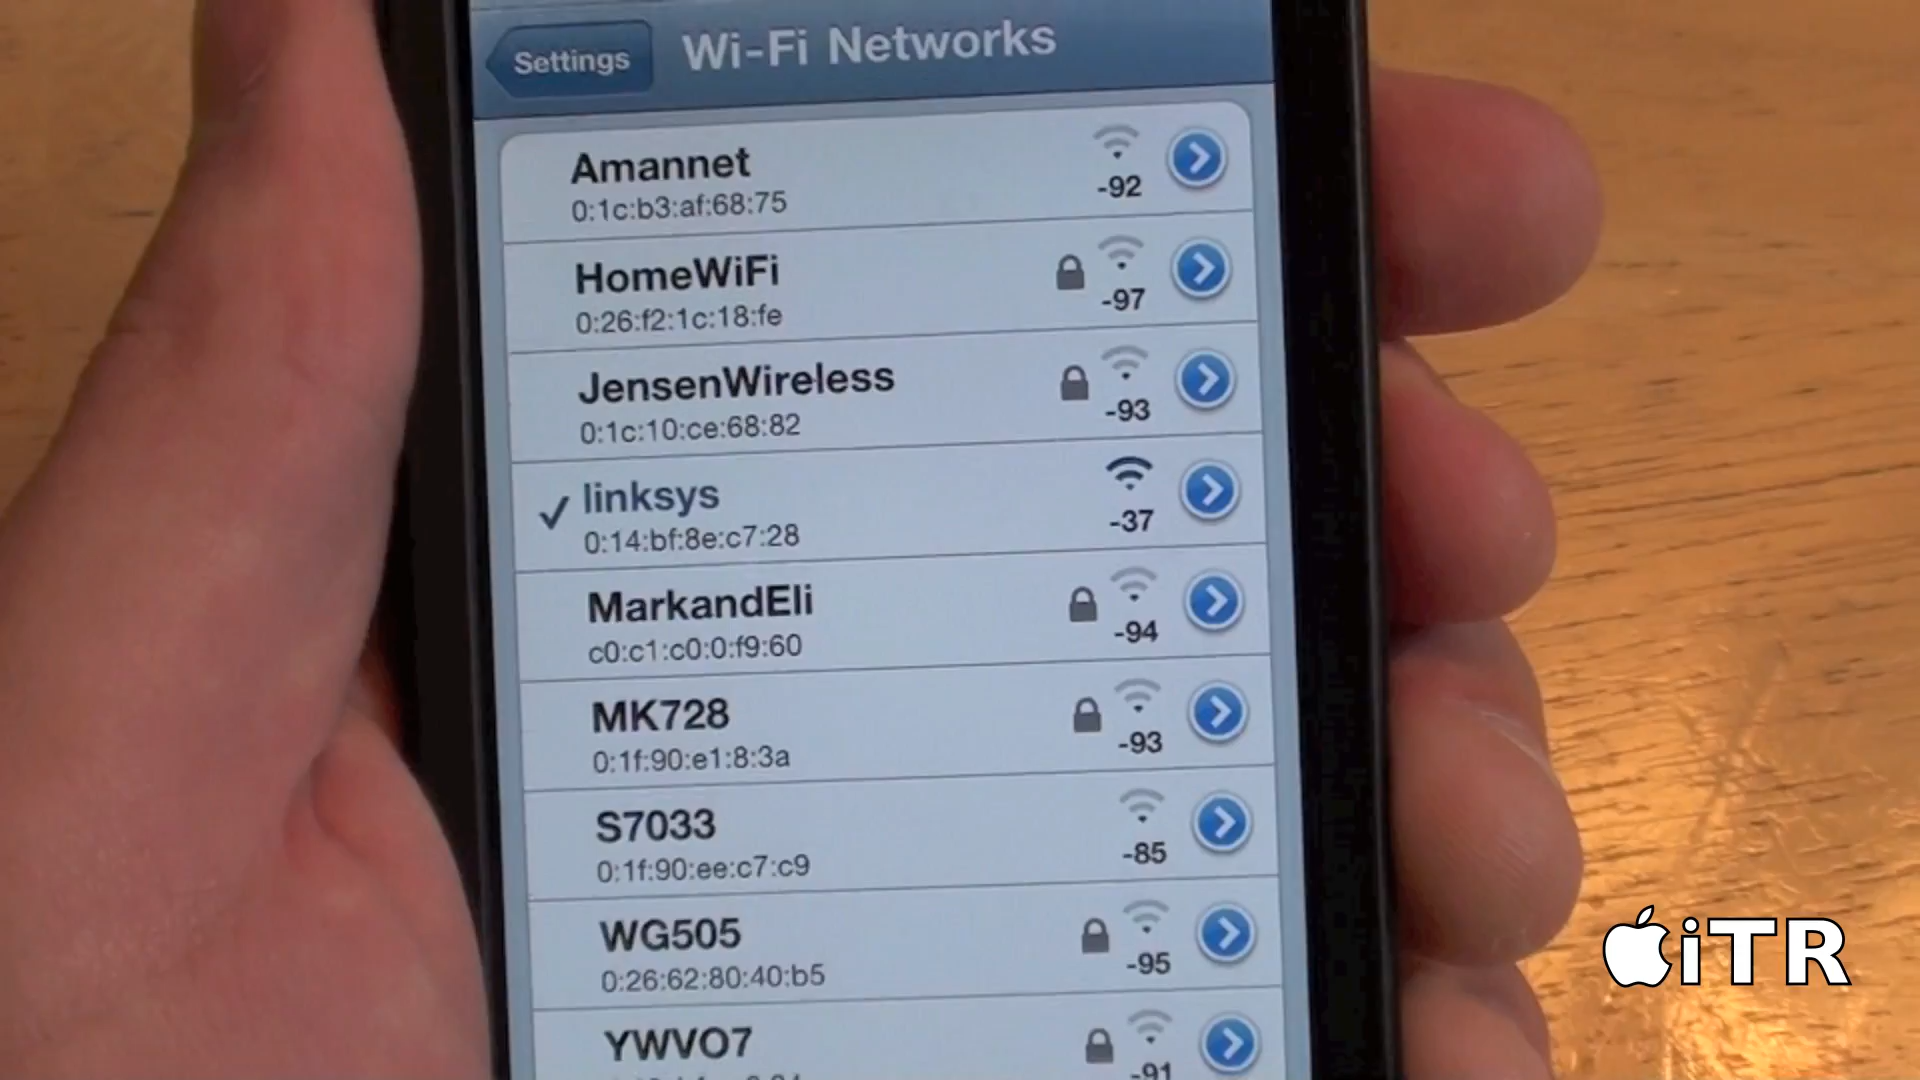 Settings
Wi-Fi Networks
Amannet
0:1c:b3:af:68:75
-92
HomeWiFi
0:26:f2:1c:18:fe
-97
JensenWireless
0:1c:10:ce:68:82
-93
linksys
0:14:bf:8e:c7:28
-37
MarkandEli
c0:c1:c0:0:f9:60
-94
MK728
0:1f:90:e1:8:3a
-93
S7033
0:1f:90:ee:c7:c9
-85
WG505
0:26:62:80:40:b5
-95
YWVO7
-91
iTR